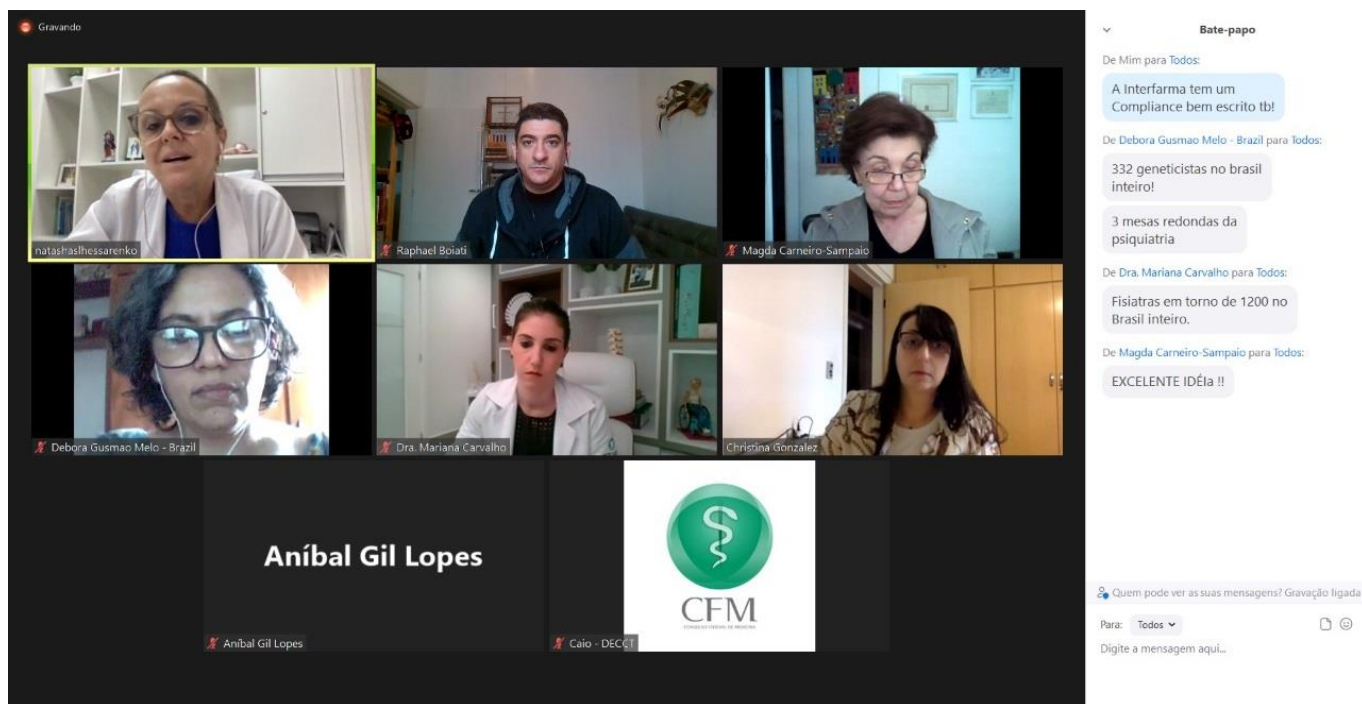 Gravando
Bate-papo
natashaslhessarenko
Raphael Boiati
Magda Carneiro-Sampaio
Debora Gusmao Melo - Brazil
Dra. Mariana Carvalho
Christina Gonzalez
Aníbal Gil Lopes
Aníbal Gil Lopes
CFM
CONSELHO FEDERAL DE MEDICINA
Caio - DECCT
De Mim para Todos:
A Interfarma tem um
Compliance bem escrito tb!
De Debora Gusmao Melo - Brazil para Todos:
332 geneticistas no brasil
inteiro!
3 mesas redondas da
psiquiatria
De Dra. Mariana Carvalho para Todos:
Fisiatras em torno de 1200 no
Brasil inteiro.
De Magda Carneiro-Sampaio para Todos:
EXCELENTE IDÉIa !!
Quem pode ver as suas mensagens? Gravação ligada
Para: Todos
Digite a mensagem aqui...